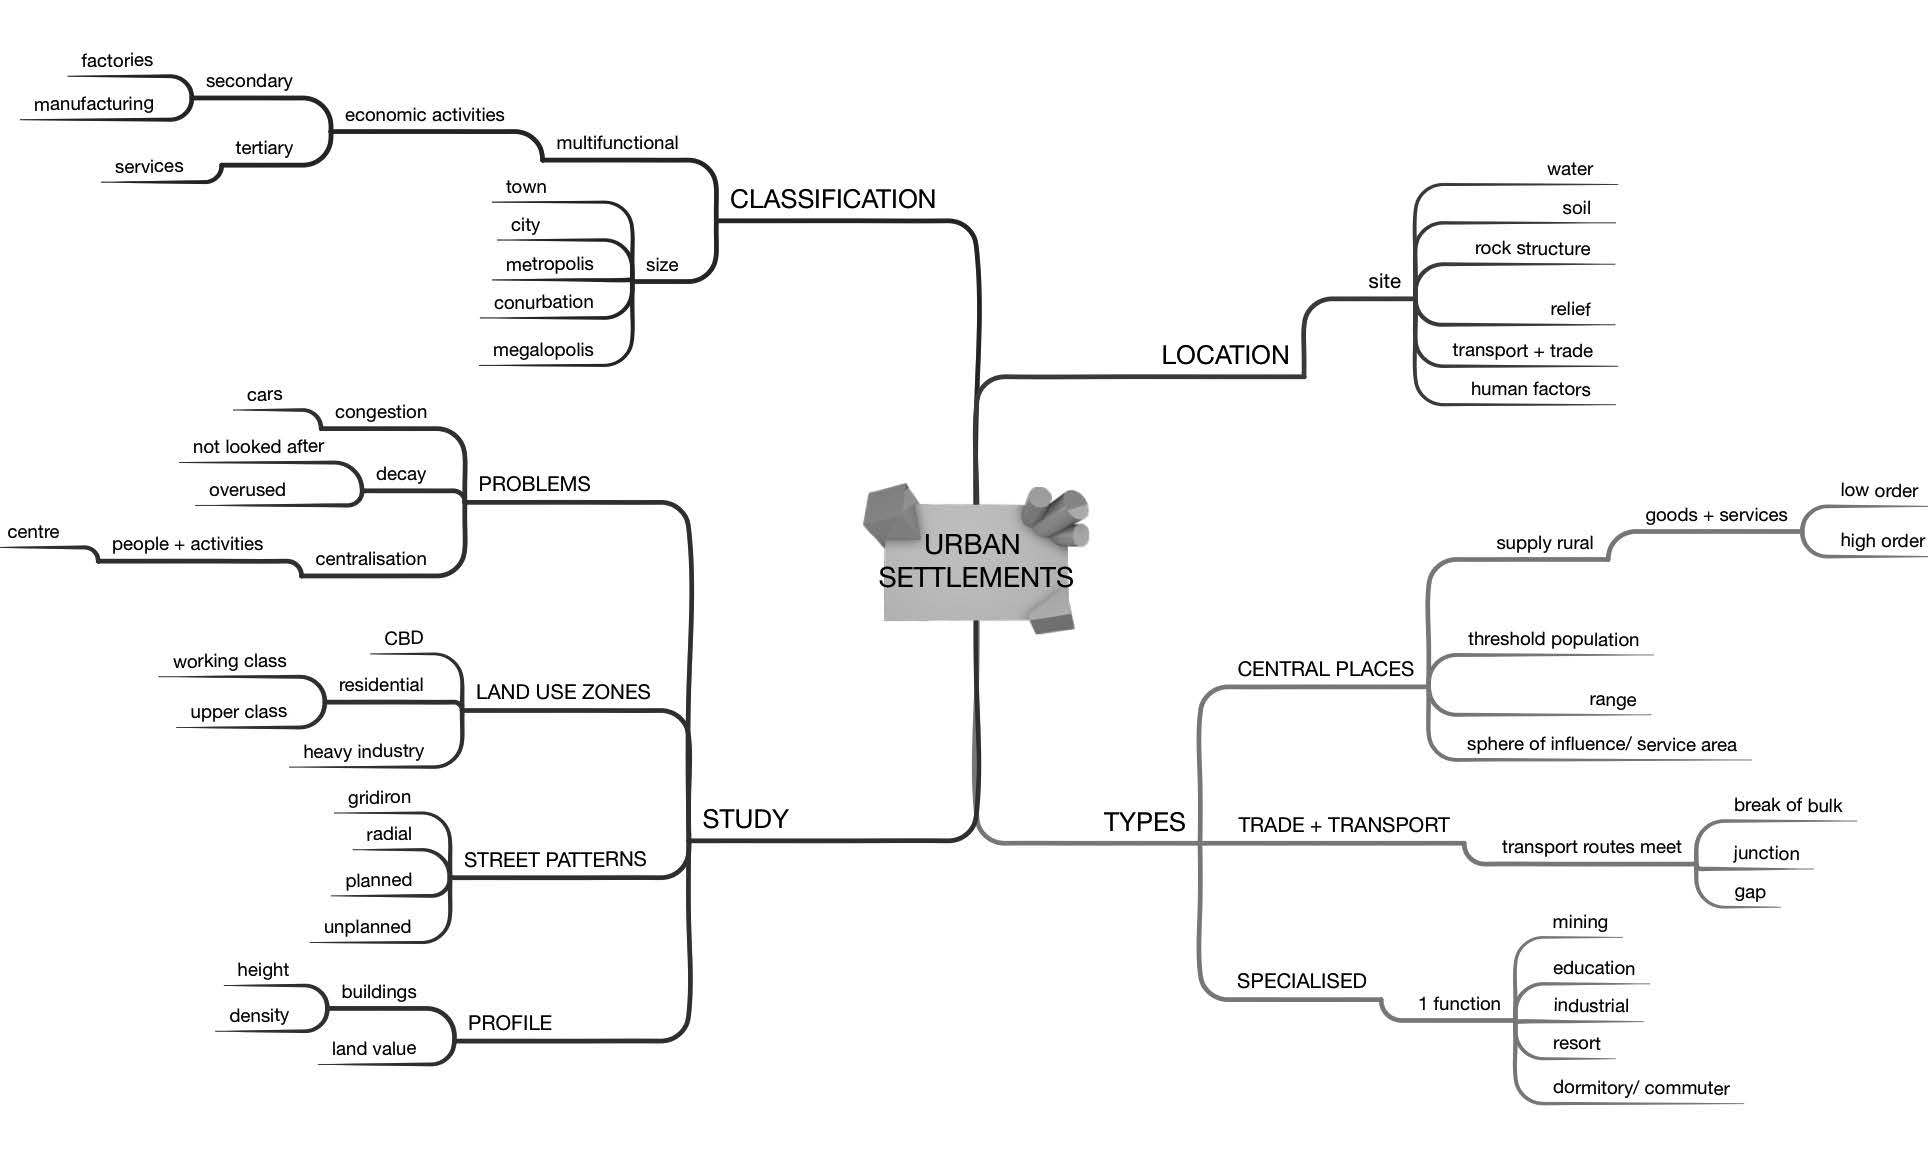 URBAN
SETTLEMENTS
CLASSIFICATION
multifunctional
economic activities
secondary
factories
manufacturing
tertiary
services
size
town
city
metropolis
conurbation
megalopolis
LOCATION
site
water
soil
rock structure
relief
transport + trade
human factors
TYPES
CENTRAL PLACES
supply rural
goods + services
low order
high order
threshold population
range
sphere of influence/ service area
TRADE + TRANSPORT
transport routes meet
break of bulk
junction
gap
SPECIALISED
1 function
mining
education
industrial
resort
dormitory/ commuter
STUDY
PROBLEMS
congestion
cars
decay
not looked after
overused
centralisation
people + activities
centre
LAND USE ZONES
CBD
residential
working class
upper class
heavy industry
STREET PATTERNS
gridiron
radial
planned
unplanned
PROFILE
buildings
height
density
land value